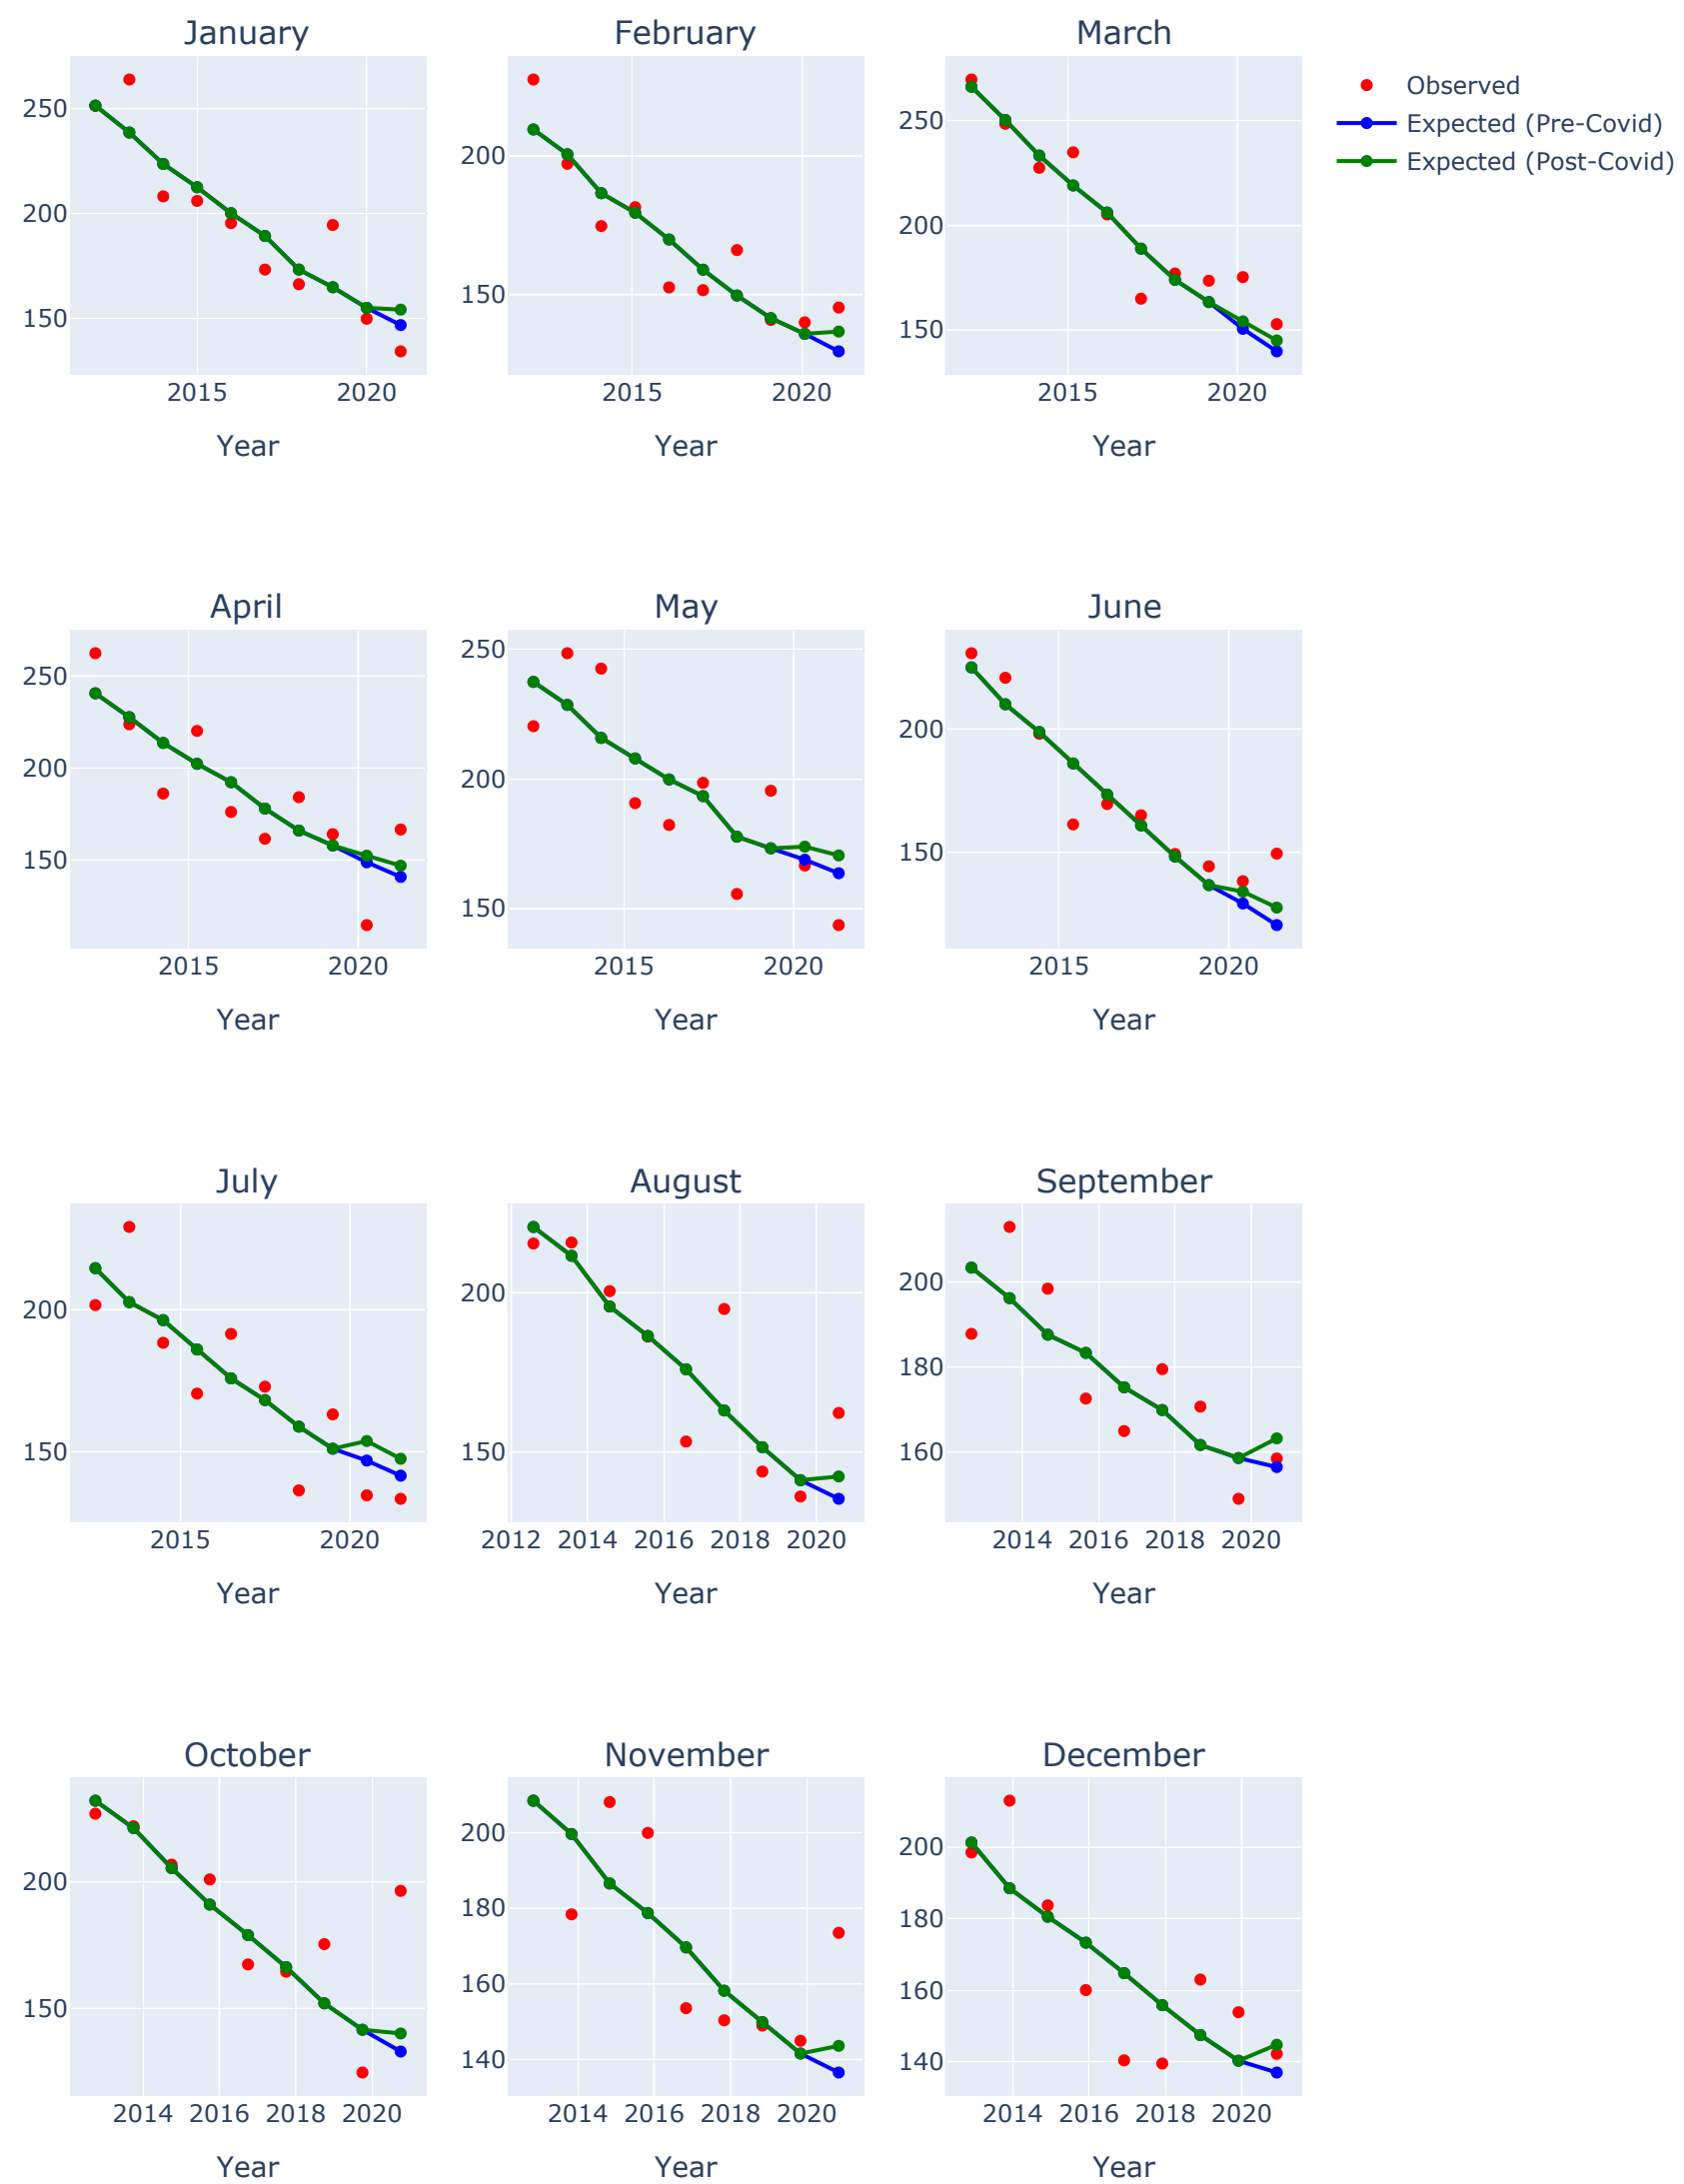 January
February
March
Observed
Expected (Pre-Covid)
Expected (Post-Covid)
250
200
150
2015
2020
Year
200
150
2015
2020
Year
250
200
150
2015
2020
Year
April
May
June
250
200
150
2015
2020
Year
250
200
150
2015
2020
Year
200
150
2015
2020
Year
July
August
September
200
150
2015
2020
Year
200
150
2012
2014
2016
2018
2020
Year
200
180
160
2014
2016
2018
2020
Year
October
November
December
200
150
2014
2016
2018
2020
Year
200
180
160
140
2014
2016
2018
2020
Year
200
180
160
140
2014
2016
2018
2020
Year